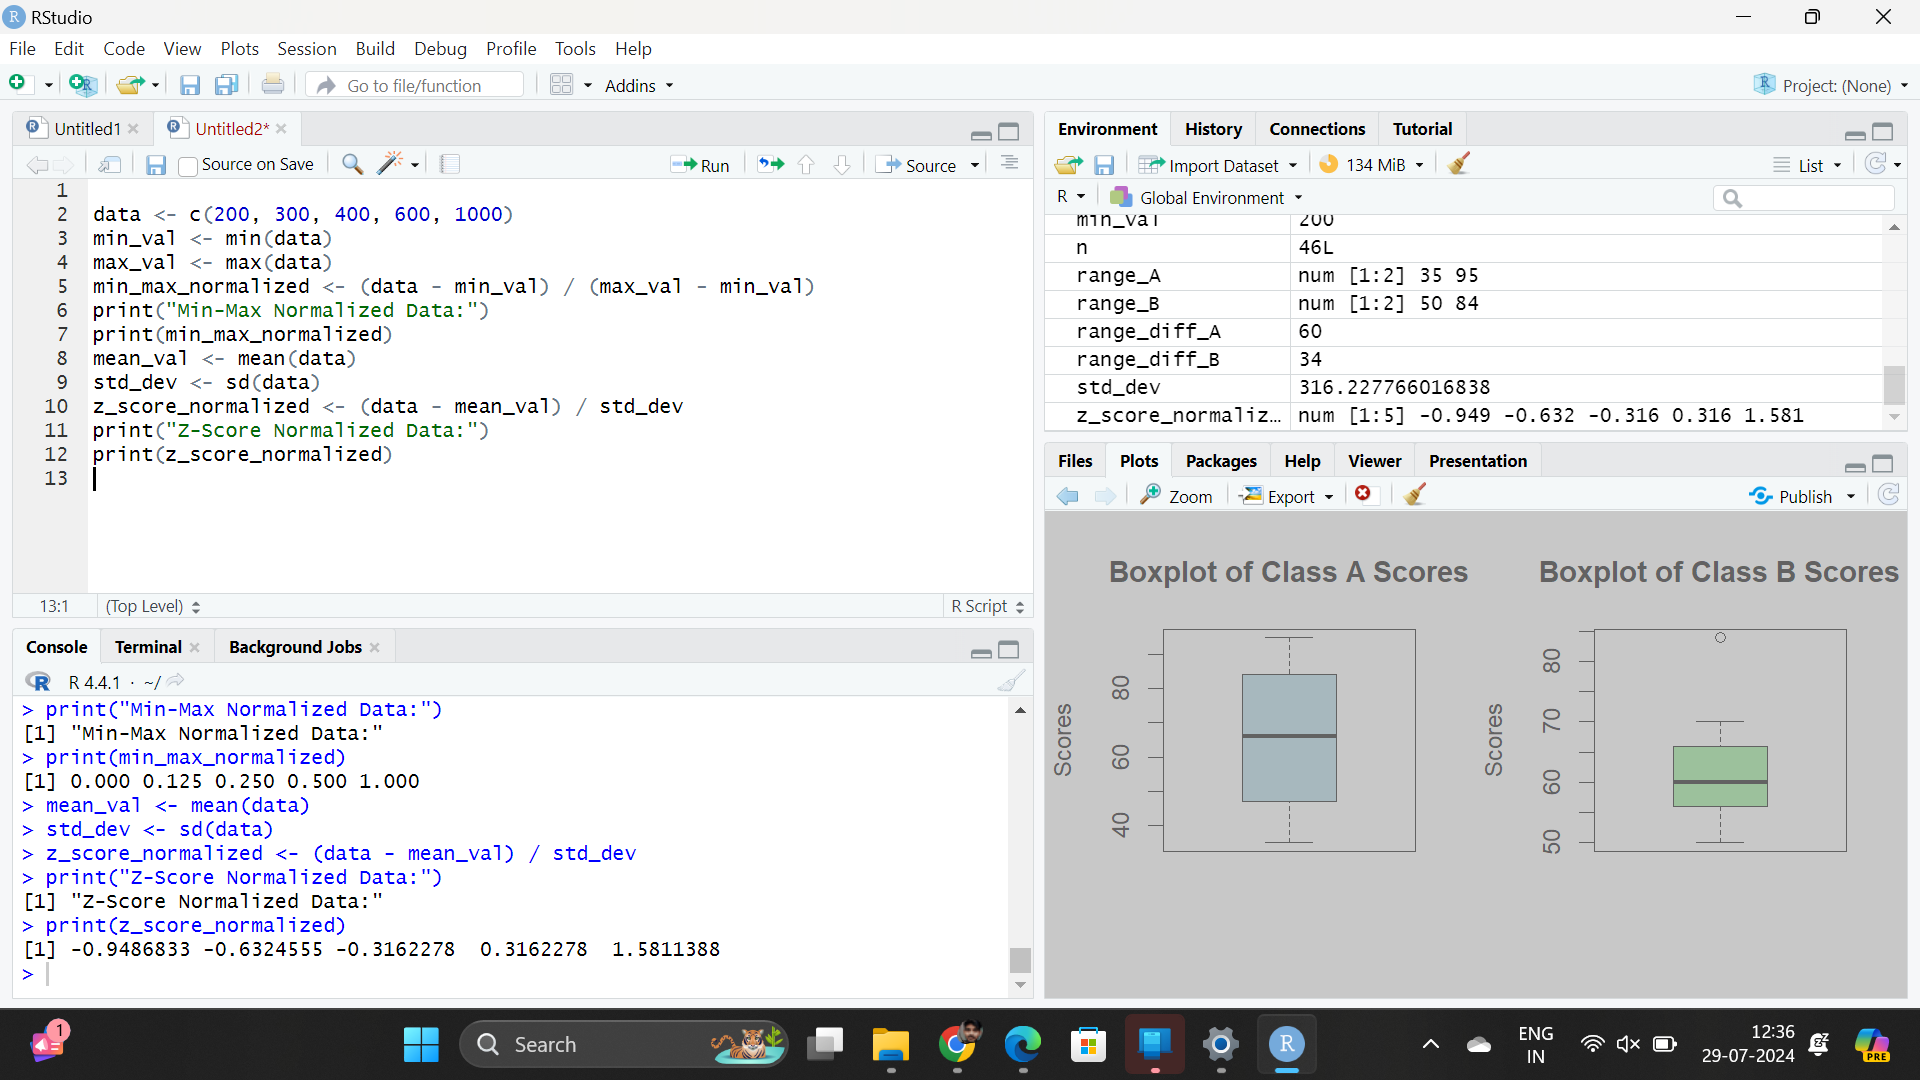 RStudio
File Edit Code View Plots Session Build Debug Profile Tools Help
Go to file/function Addins Project: (None)
Untitled1 Untitled2*
Source on Save Run Source
1
2 data <- c(200, 300, 400, 600, 1000)
3 min_val <- min(data)
4 max_val <- max(data)
5 min_max_normalized <- (data - min_val) / (max_val - min_val)
6 print("Min-Max Normalized Data:")
7 print(min_max_normalized)
8 mean_val <- mean(data)
9 std_dev <- sd(data)
10 z_score_normalized <- (data - mean_val) / std_dev
11 print("Z-Score Normalized Data:")
12 print(z_score_normalized)
13
13:1 (Top Level) R Script
Console Terminal Background Jobs
R 4.4.1 · ~/
> print("Min-Max Normalized Data:")
[1] "Min-Max Normalized Data:"
> print(min_max_normalized)
[1] 0.000 0.125 0.250 0.500 1.000
> mean_val <- mean(data)
> std_dev <- sd(data)
> z_score_normalized <- (data - mean_val) / std_dev
> print("Z-Score Normalized Data:")
[1] "Z-Score Normalized Data:"
> print(z_score_normalized)
[1] -0.9486833 -0.6324555 -0.3162278  0.3162278  1.5811388
>
Environment History Connections Tutorial
Import Dataset 134 MiB List
R Global Environment
min_val 200
n 46L
range_A num [1:2] 35 95
range_B num [1:2] 50 84
range_diff_A 60
range_diff_B 34
std_dev 316.227766016838
z_score_normaliz… num [1:5] -0.949 -0.632 -0.316 0.316 1.581
Files Plots Packages Help Viewer Presentation
Zoom Export Publish
Boxplot of Class A Scores
Scores
80
60
40
Boxplot of Class B Scores
Scores
80
70
60
50
1
Search
ENG
IN
12:36
29-07-2024
PRE